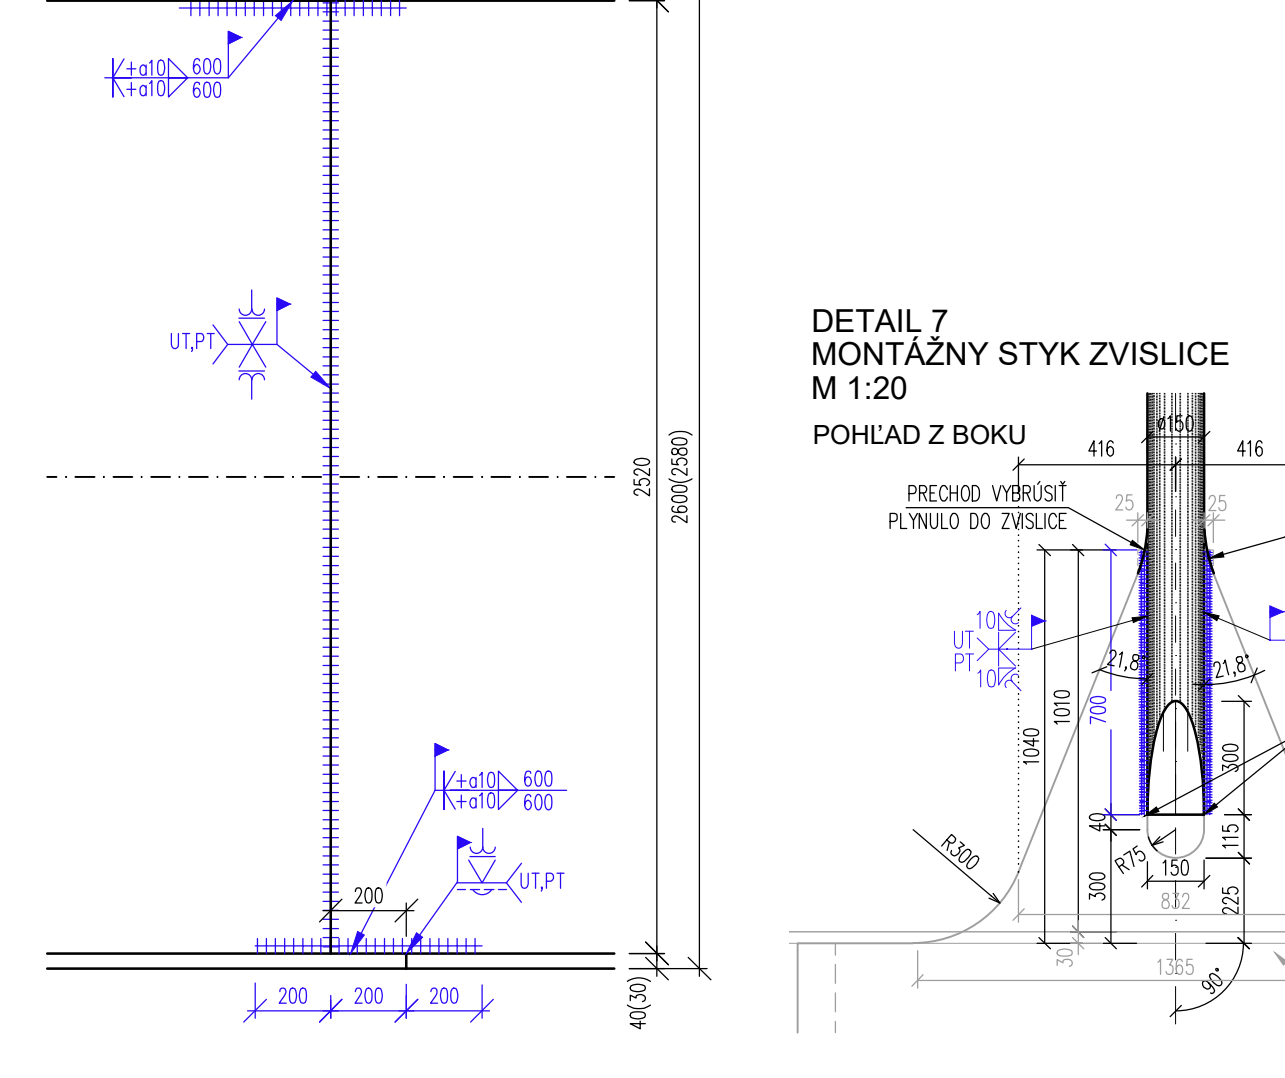 +a10 600
+a10 600
UT,PT
2520
2600(2580)
+a10 600
+a10 600
UT,PT
200
200 200 200
40(30)
DETAIL 7
MONTÁŽNY STYK ZVISLICE
M 1:20
POHĽAD Z BOKU
ø150
416 416
PRECHOD VYBRÚSIŤ
PLYNULO DO ZVISLICE
25 25
10
UT
PT
10
21,8° 21,8°
1040
1010
700
300
40
115
R300
R75
150
300
832
225
30
1365
90°